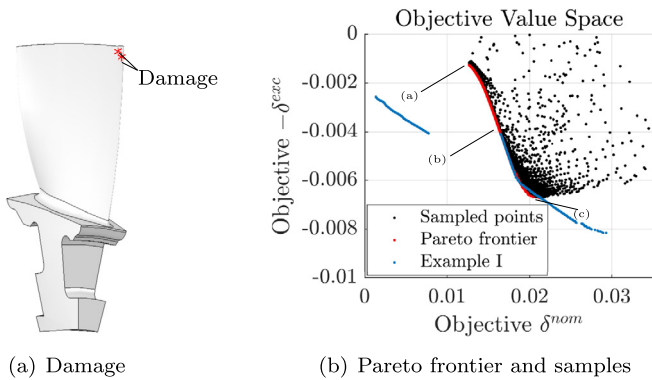 Damage
(a) Damage
Objective Value Space
Objective −δ^{exc}
0
-0.002
-0.004
-0.006
-0.008
-0.01
(a)
(b)
(c)
Sampled points
Pareto frontier
Example I
0
0.01
0.02
0.03
Objective δ^{nom}
(b) Pareto frontier and samples